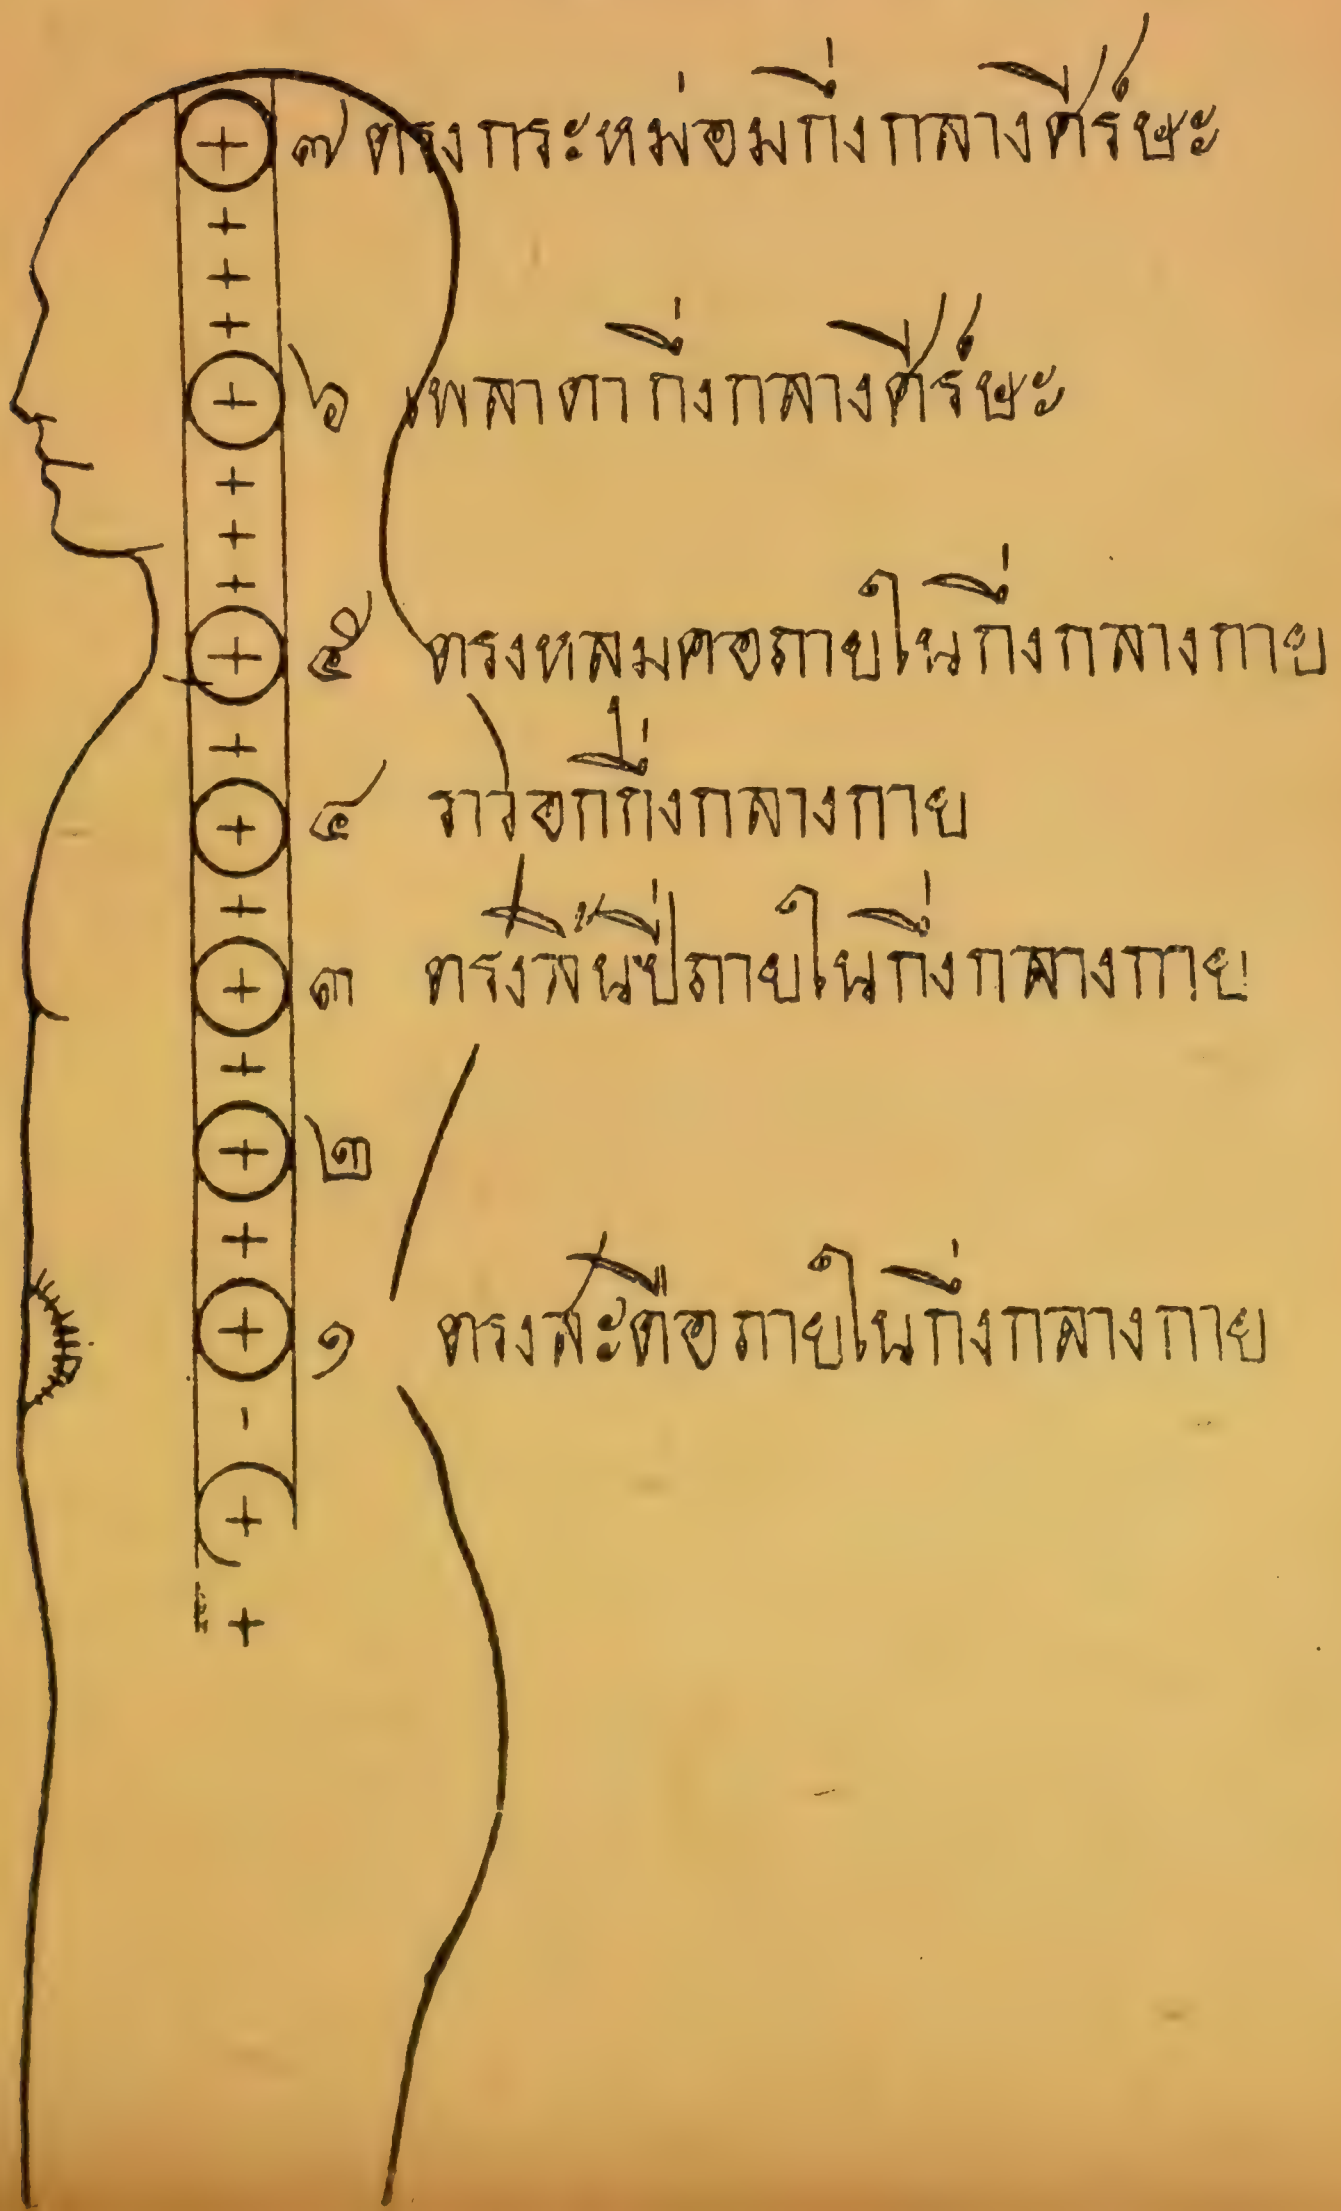 ๗ ตรงกระหม่อมกึ่งกลางศีร์ษะ
๖ เพลาตากึ่งกลางศีร์ษะ
๕ ตรงหลุมคอภายในกึ่งกลางกาย
๔ ราวอกกึ่งกลางกาย
๓ ตรงลิ้นปี่ภายในกึ่งกลางกาย
๒
๑ ตรงสะดือภายในกึ่งกลางกาย